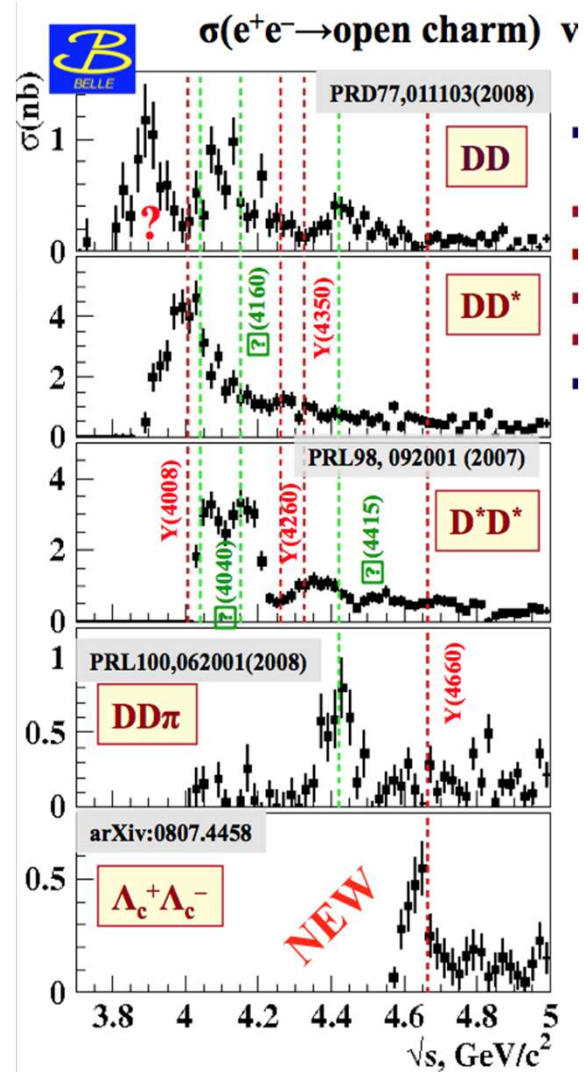 σ(e⁺e⁻→open charm) v
B
BELLE
σ(nb)
PRD77,011103(2008)
DD
1
0
?
DD*
4
2
0
?(4160)
Y(4350)
PRL98, 092001 (2007)
D*D*
4
2
0
Y(4008)
?(4040)
Y(4260)
?(4415)
PRL100,062001(2008)
DDπ
1
0.5
0
Y(4660)
arXiv:0807.4458
Λc⁺Λc⁻
0.5
0
NEW
3.8 4 4.2 4.4 4.6 4.8 5
√s, GeV/c²